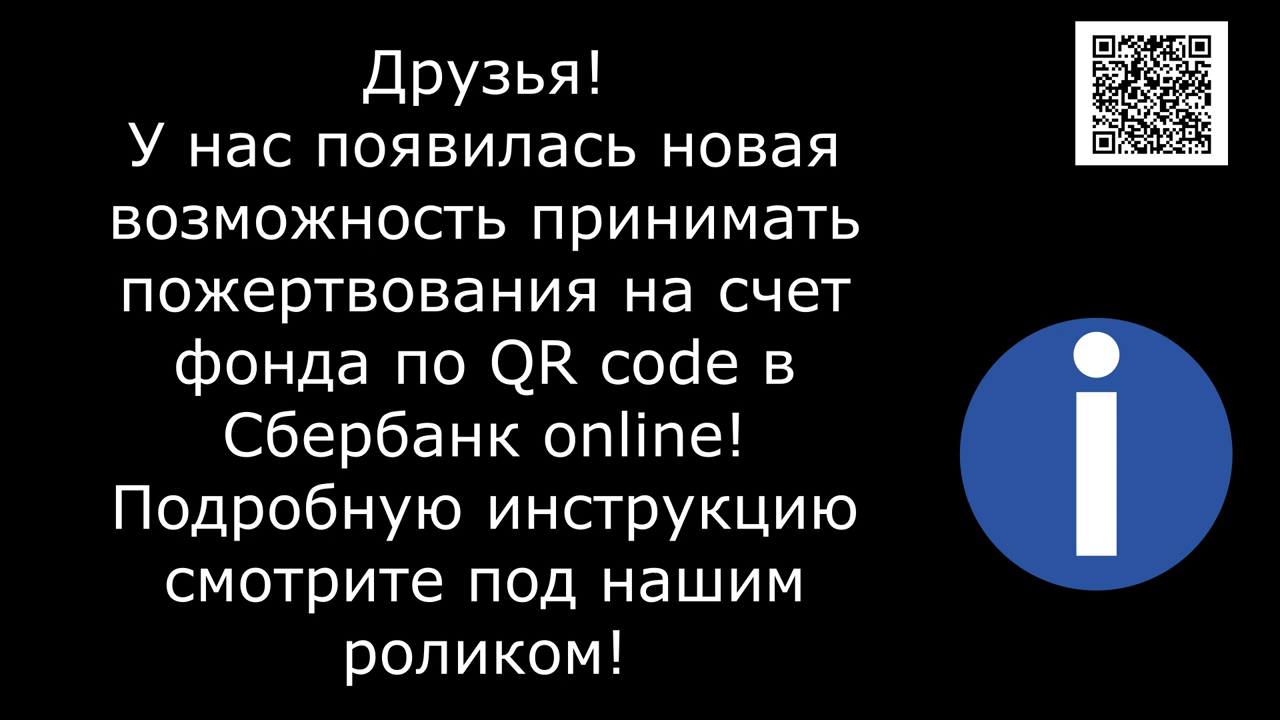 Друзья!
У нас появилась новая
возможность принимать
пожертвования на счет
фонда по QR code в
Сбербанк online!
Подробную инструкцию
смотрите под нашим
роликом!
i